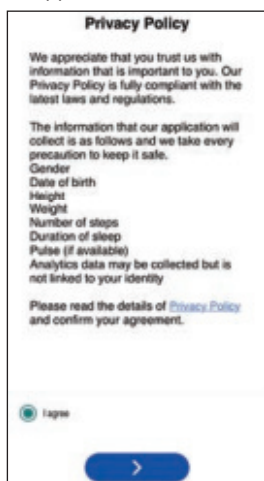 Privacy Policy
We appreciate that you trust us with
information that is important to you. Our
Privacy Policy is fully compliant with the
latest laws and regulations.
The information that our application will
collect is as follows and we take every
precaution to keep it safe.
Gender
Date of birth
Height
Weight
Number of steps
Duration of sleep
Pulse (if available)
Analytics data may be collected but is
not linked to your identity
Please read the details of Privacy Policy
and confirm your agreement.
I agree